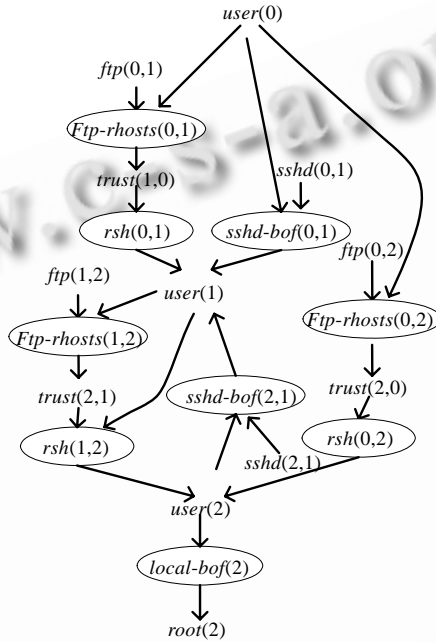 user(0)
ftp(0,1)
Ftp-rhosts(0,1)
trust(1,0)
sshd(0,1)
rsh(0,1)
sshd-bof(0,1)
ftp(0,2)
ftp(1,2)
user(1)
Ftp-rhosts(1,2)
Ftp-rhosts(0,2)
trust(2,1)
sshd-bof(2,1)
trust(2,0)
rsh(1,2)
rsh(0,2)
sshd(2,1)
user(2)
local-bof(2)
root(2)